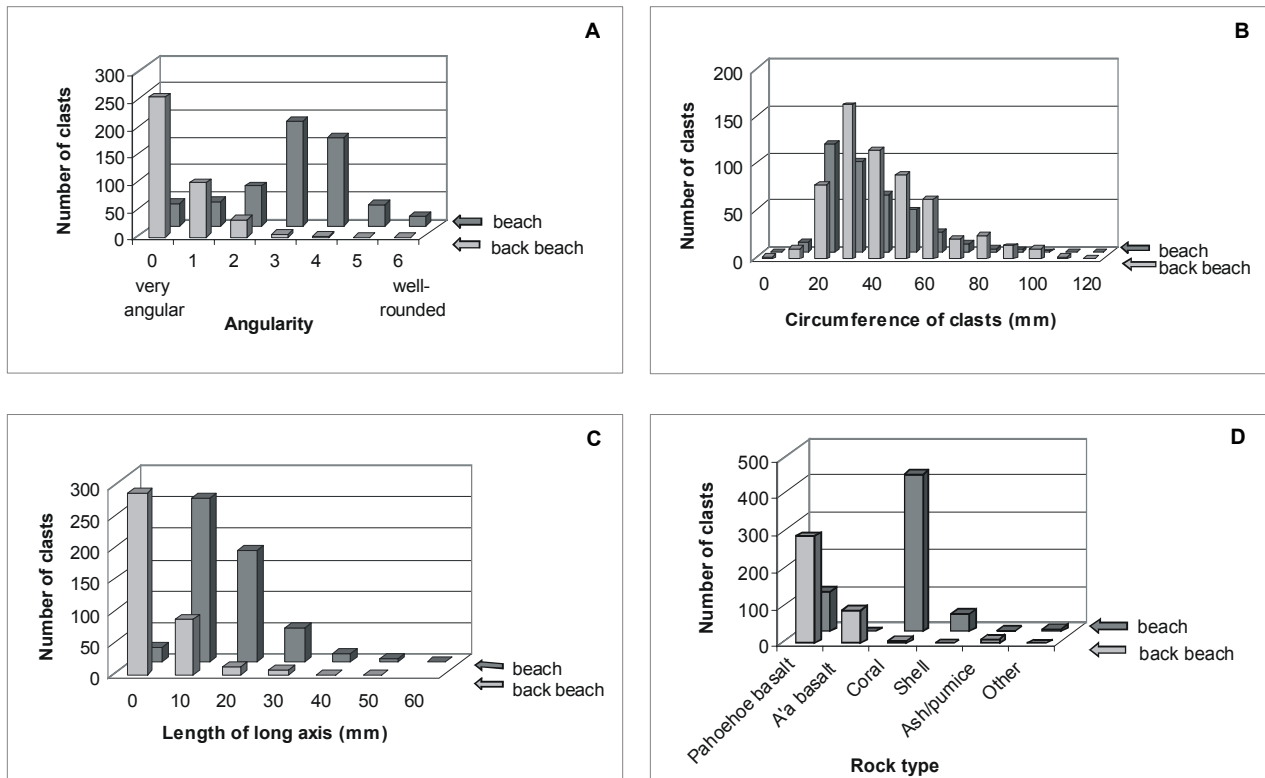 A
Number of clasts
300
250
200
150
100
50
0
0 1 2 3 4 5 6
very angular
well-rounded
Angularity
beach
back beach
B
Number of clasts
200
150
100
50
0
0 20 40 60 80 100 120
Circumference of clasts (mm)
beach
back beach
C
Number of clasts
300
250
200
150
100
50
0
0 10 20 30 40 50 60
Length of long axis (mm)
beach
back beach
D
Number of clasts
500
400
300
200
100
0
Pahoehoe basalt
A'a basalt
Coral
Shell
Ash/pumice
Other
Rock type
beach
back beach